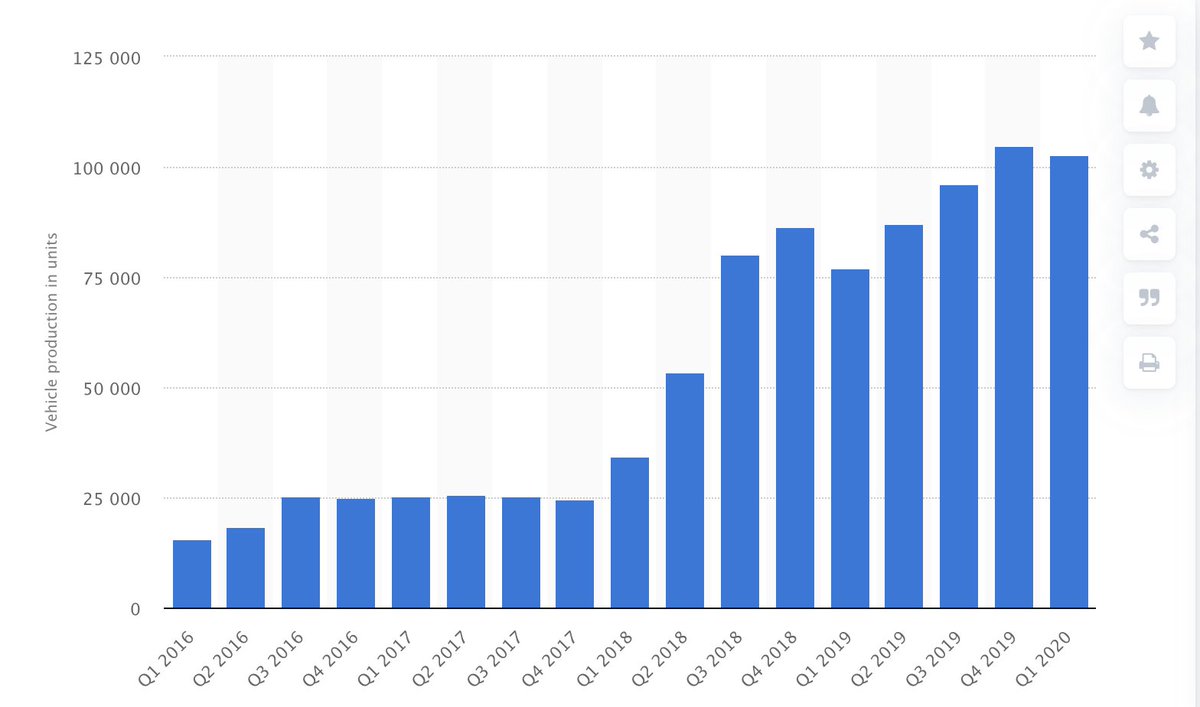 125 000
100 000
75 000
50 000
25 000
0
Vehicle production in units
Q1 2016
Q2 2016
Q3 2016
Q4 2016
Q1 2017
Q2 2017
Q3 2017
Q4 2017
Q1 2018
Q2 2018
Q3 2018
Q4 2018
Q1 2019
Q2 2019
Q3 2019
Q4 2019
Q1 2020